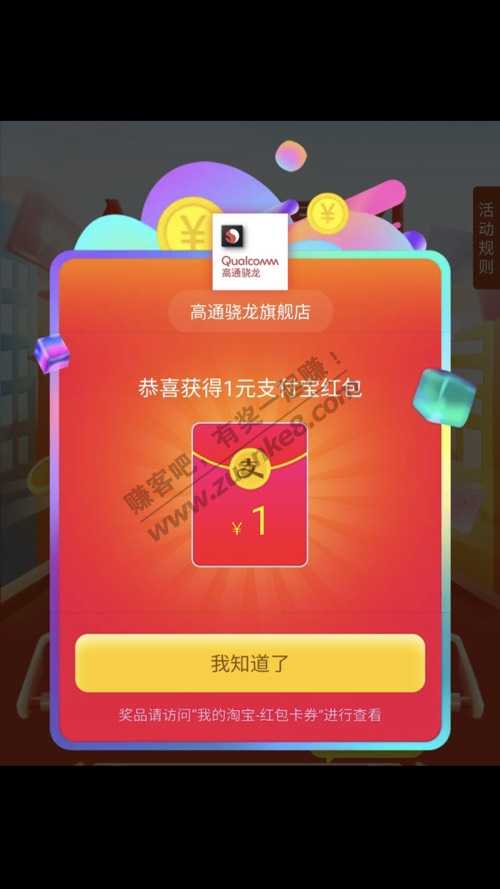 活动规则
Qualcomm
高通骁龙
高通骁龙旗舰店
恭喜获得1元支付宝红包
支
¥ 1
赚客吧，有奖一起赚！
www.zuanke8.com
我知道了
奖品请访问“我的淘宝-红包卡券”进行查看